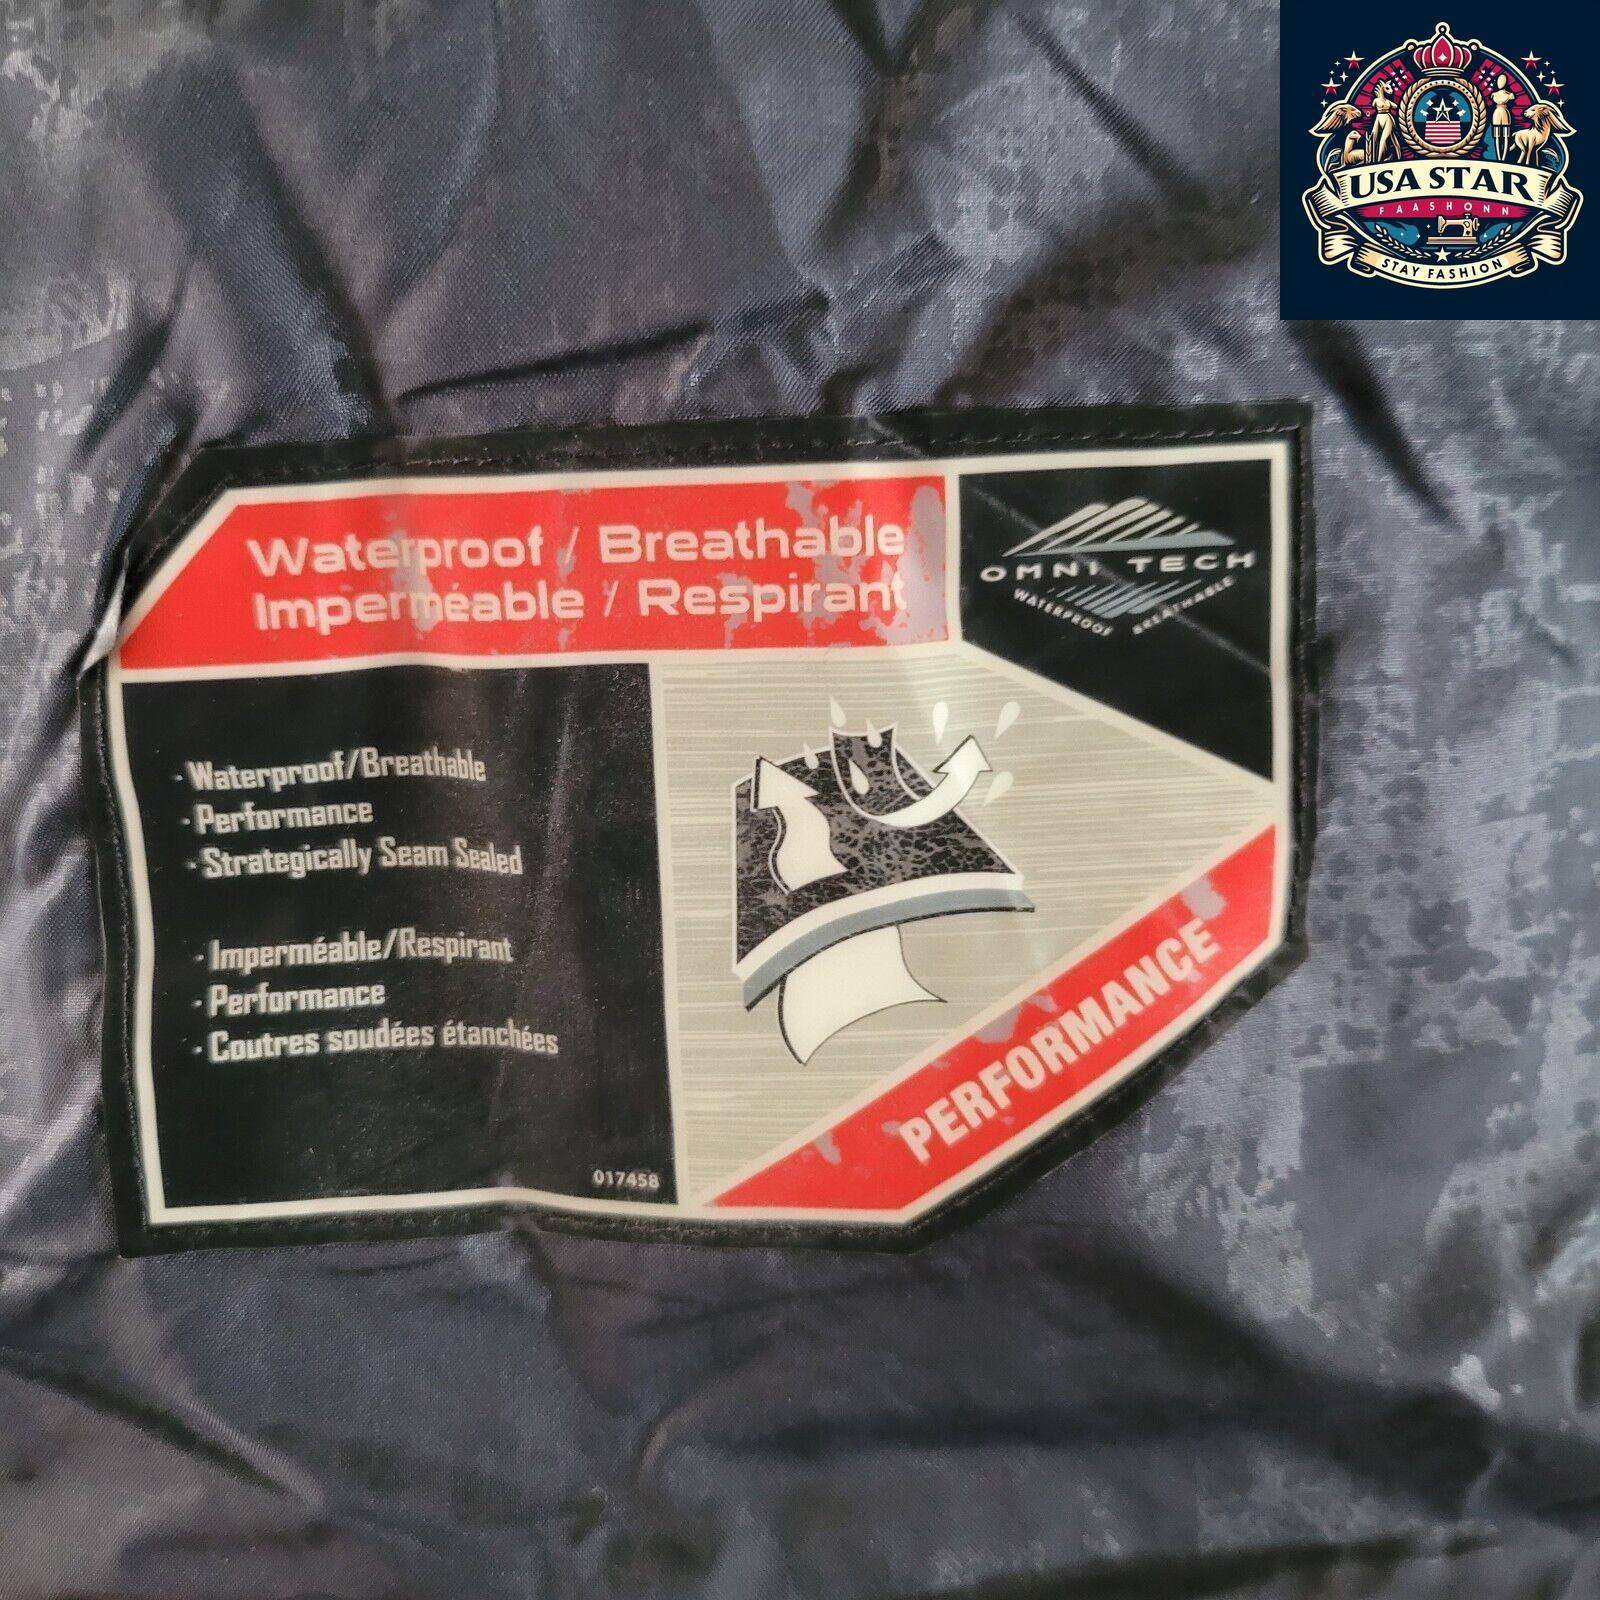 USA STAR
FAASHONN
STAY FASHION
Waterproof / Breathable
Imperméable / Respirant
OMNI TECH
WATERPROOF BREATHABLE
· Waterproof/Breathable
· Performance
· Strategically Seam Sealed
· Imperméable/Respirant
· Performance
· Coutres soudées étanchées
017458
PERFORMANCE